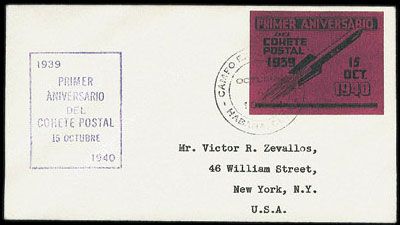 1939
PRIMER
ANIVERSARIO
DEL
COHETE POSTAL
15 OCTUBRE
1940
PRIMER ANIVERSARIO
DEL
COHETE
POSTAL
1939
15
OCT.
1940
CAMPO
Mr. Victor R. Zevallos,
46 William Street,
New York, N.Y.
U.S.A.